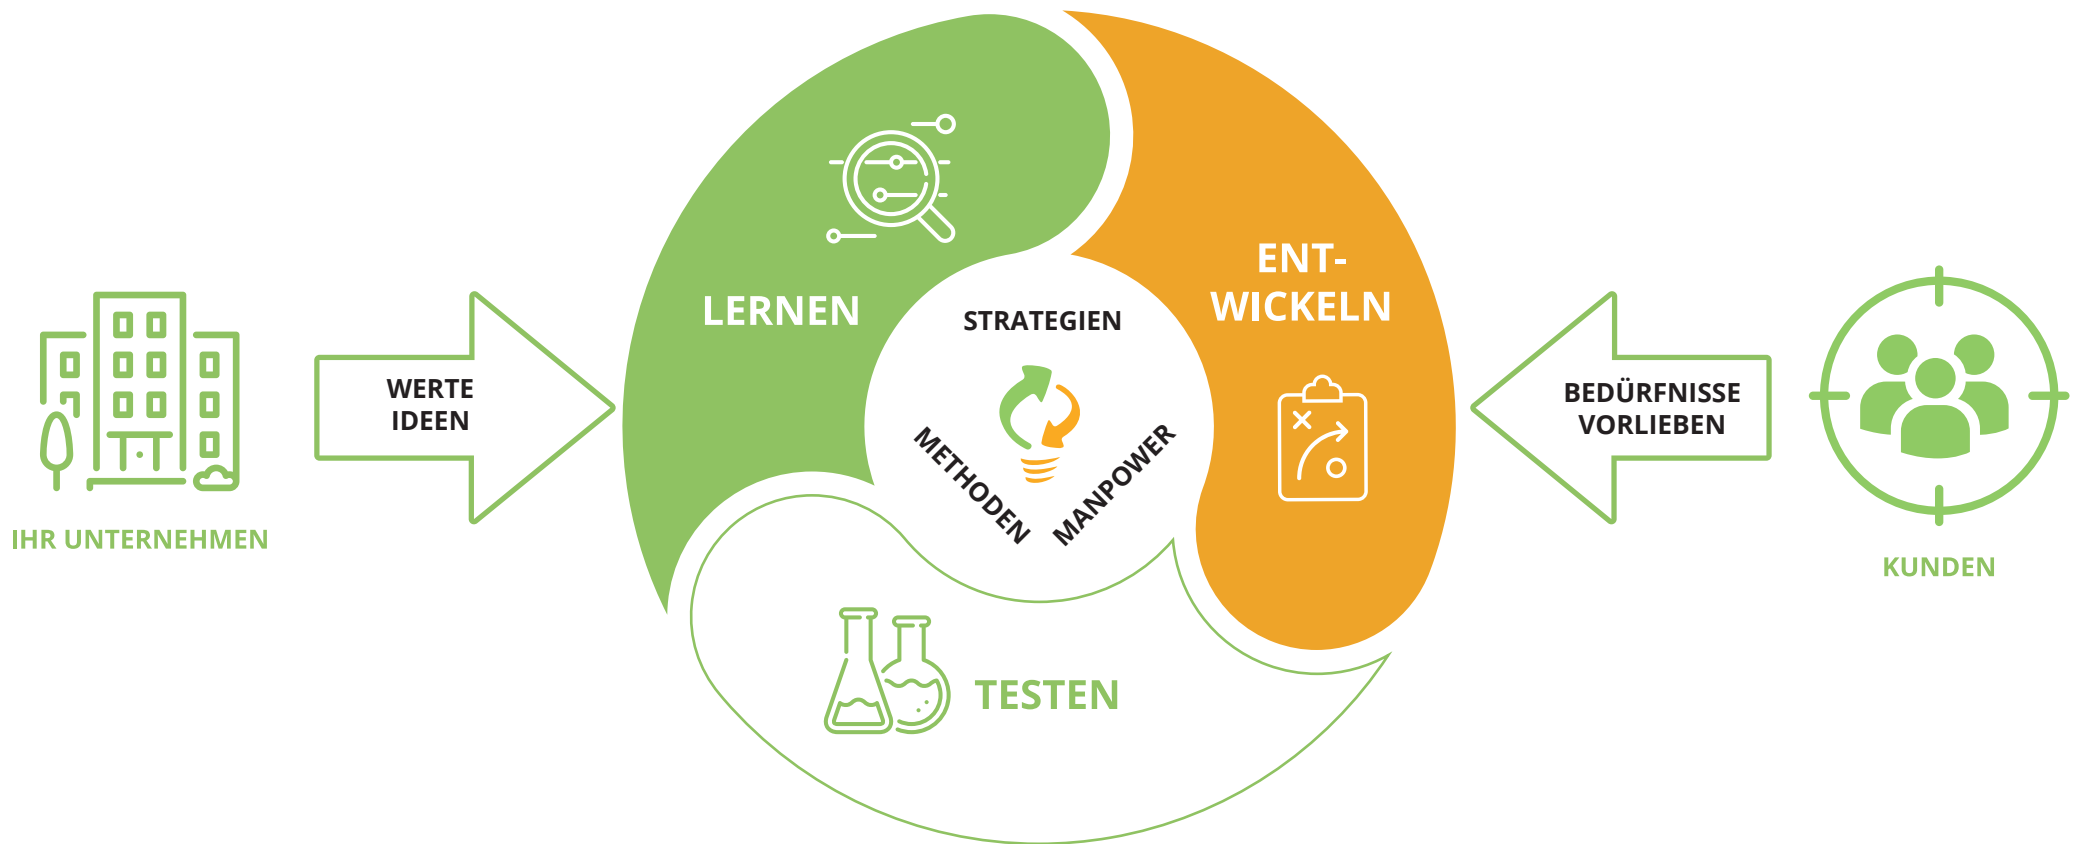 IHR UNTERNEHMEN
WERTE
IDEEN
LERNEN
ENT-
WICKELN
TESTEN
STRATEGIEN
METHODEN
MANPOWER
BEDÜRFNISSE
VORLIEBEN
KUNDEN